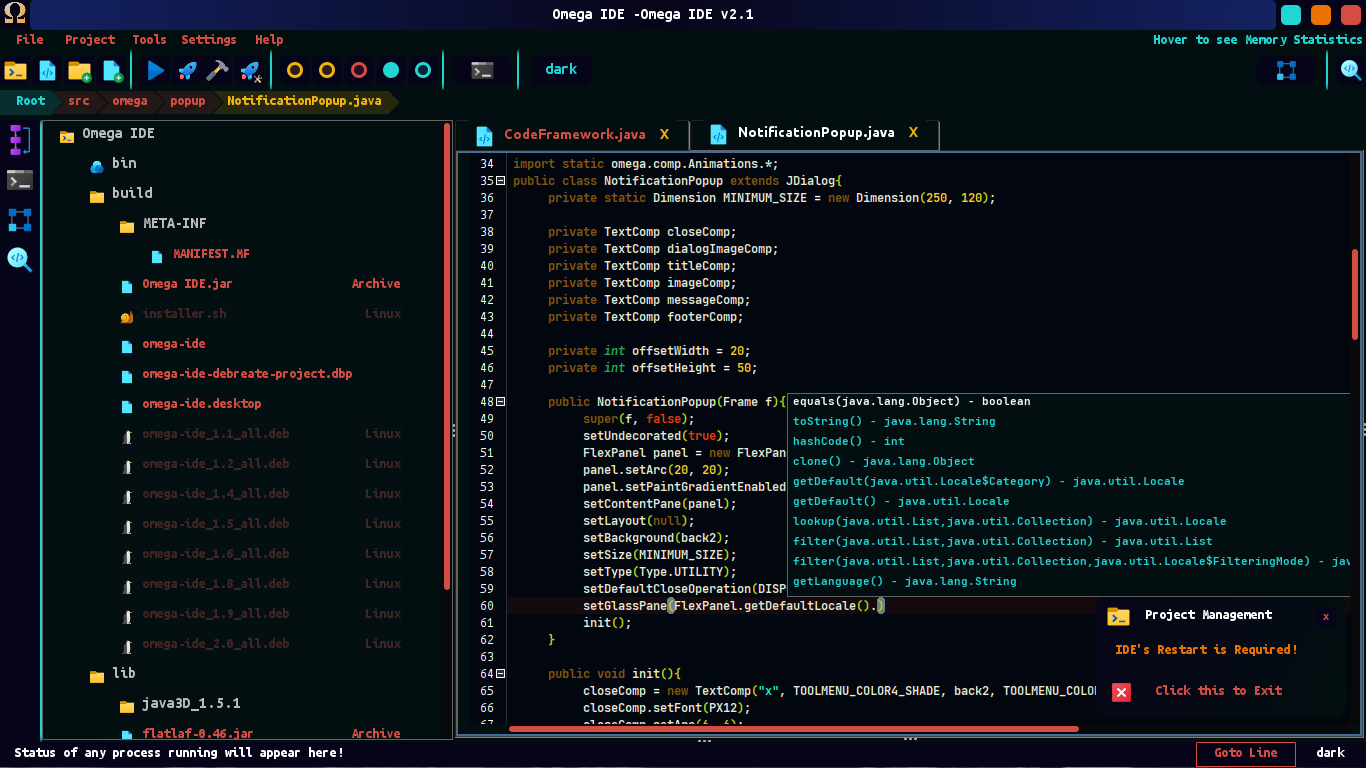 Omega IDE -Omega IDE v2.1
File Project Tools Settings Help
Hover to see Memory Statistics
dark
Root src omega popup NotificationPopup.java
Omega IDE
bin
build
META-INF
MANIFEST.MF
Omega IDE.jar Archive
installer.sh Linux
omega-ide
omega-ide-debreate-project.dbp
omega-ide.desktop
omega-ide_1.1_all.deb Linux
omega-ide_1.2_all.deb Linux
omega-ide_1.4_all.deb Linux
omega-ide_1.5_all.deb Linux
omega-ide_1.6_all.deb Linux
omega-ide_1.8_all.deb Linux
omega-ide_1.9_all.deb Linux
omega-ide_2.0_all.deb Linux
lib
java3D_1.5.1
flatlaf-0.46.jar Archive
CodeFramework.java X
NotificationPopup.java X
34 import static omega.comp.Animations.*;
35 public class NotificationPopup extends JDialog{
36 private static Dimension MINIMUM_SIZE = new Dimension(250, 120);
37
38 private TextComp closeComp;
39 private TextComp dialogImageComp;
40 private TextComp titleComp;
41 private TextComp imageComp;
42 private TextComp messageComp;
43 private TextComp footerComp;
44
45 private int offsetWidth = 20;
46 private int offsetHeight = 50;
47
48 public NotificationPopup(Frame f){
49 super(f, false);
50 setUndecorated(true);
51 FlexPanel panel = new FlexPan
52 panel.setArc(20, 20);
53 panel.setPaintGradientEnabled
54 setContentPane(panel);
55 setLayout(null);
56 setBackground(back2);
57 setSize(MINIMUM_SIZE);
58 setType(Type.UTILITY);
59 setDefaultCloseOperation(DISP
60 setGlassPane(FlexPanel.getDefaultLocale().)
61 init();
62 }
63
64 public void init(){
65 closeComp = new TextComp("x", TOOLMENU_COLOR4_SHADE, back2, TOOLMENU_COLO
66 closeComp.setFont(PX12);
67 closeComp.setArc(6, 6);
equals(java.lang.Object) - boolean
toString() - java.lang.String
hashCode() - int
clone() - java.lang.Object
getDefault(java.util.Locale$Category) - java.util.Locale
getDefault() - java.util.Locale
lookup(java.util.List,java.util.Collection) - java.util.Locale
filter(java.util.List,java.util.Collection) - java.util.List
filter(java.util.List,java.util.Collection,java.util.Locale$FilteringMode) - jav
getLanguage() - java.lang.String
Project Management x
IDE's Restart is Required!
Click this to Exit
Status of any process running will appear here!
Goto Line dark